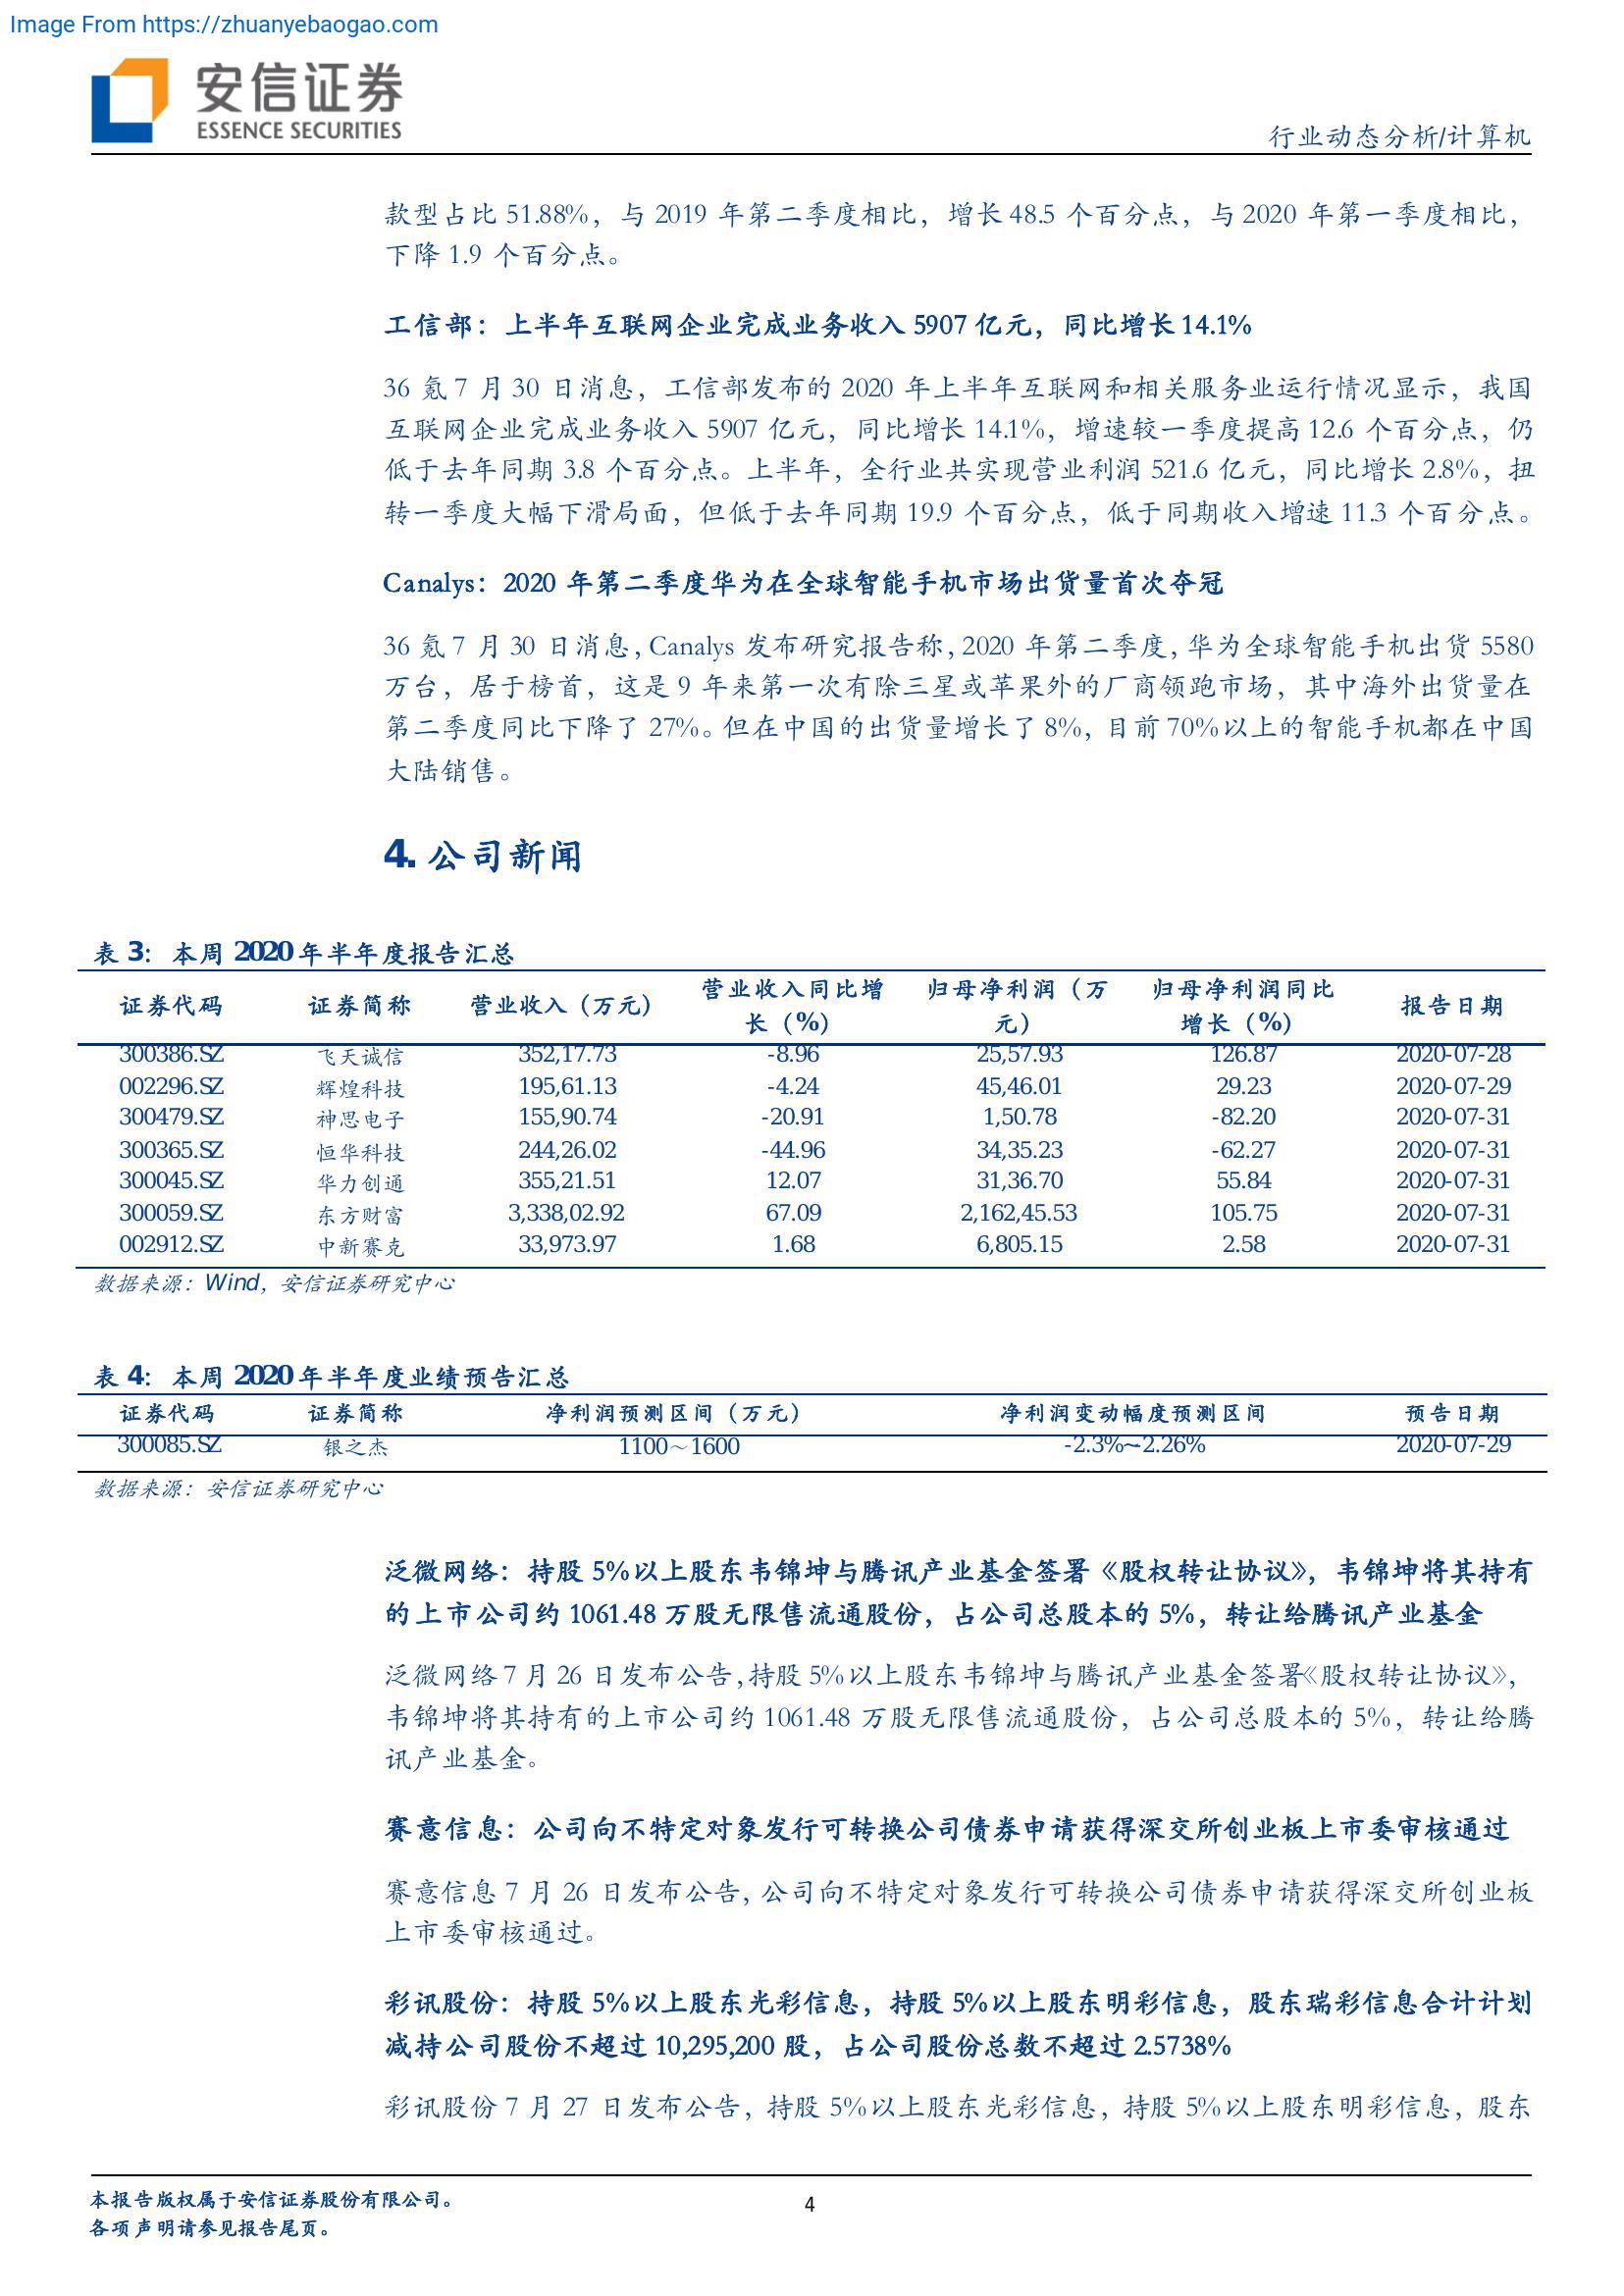 Image From https://zhuanyebaogao.com
安信证券
ESSENCE SECURITIES
行业动态分析/计算机
款型占比 51.88%，与 2019 年第二季度相比，增长 48.5 个百分点，与 2020 年第一季度相比，
下降 1.9 个百分点。
工信部：上半年互联网企业完成业务收入 5907 亿元，同比增长 14.1%
36 氪 7 月 30 日消息，工信部发布的 2020 年上半年互联网和相关服务业运行情况显示，我国
互联网企业完成业务收入 5907 亿元，同比增长 14.1%，增速较一季度提高 12.6 个百分点，仍
低于去年同期 3.8 个百分点。上半年，全行业共实现营业利润 521.6 亿元，同比增长 2.8%，扭
转一季度大幅下滑局面，但低于去年同期 19.9 个百分点，低于同期收入增速 11.3 个百分点。
Canalys：2020 年第二季度华为在全球智能手机市场出货量首次夺冠
36 氪 7 月 30 日消息，Canalys 发布研究报告称，2020 年第二季度，华为全球智能手机出货 5580
万台，居于榜首，这是 9 年来第一次有除三星或苹果外的厂商领跑市场，其中海外出货量在
第二季度同比下降了 27%。但在中国的出货量增长了 8%，目前 70%以上的智能手机都在中国
大陆销售。
4. 公司新闻
表 3：本周 2020 年半年度报告汇总
证券代码 证券简称 营业收入（万元） 营业收入同比增长（%） 归母净利润（万元） 归母净利润同比增长（%） 报告日期
300386.SZ 飞天诚信 352,17.73 -8.96 25,57.93 126.87 2020-07-28
002296.SZ 辉煌科技 195,61.13 -4.24 45,46.01 29.23 2020-07-29
300479.SZ 神思电子 155,90.74 -20.91 1,50.78 -82.20 2020-07-31
300365.SZ 恒华科技 244,26.02 -44.96 34,35.23 -62.27 2020-07-31
300045.SZ 华力创通 355,21.51 12.07 31,36.70 55.84 2020-07-31
300059.SZ 东方财富 3,338,02.92 67.09 2,162,45.53 105.75 2020-07-31
002912.SZ 中新赛克 33,973.97 1.68 6,805.15 2.58 2020-07-31
数据来源：Wind，安信证券研究中心
表 4：本周 2020 年半年度业绩预告汇总
证券代码 证券简称 净利润预测区间（万元） 净利润变动幅度预测区间 预告日期
300085.SZ 银之杰 1100～1600 -2.3%~-2.26% 2020-07-29
数据来源：安信证券研究中心
泛微网络：持股 5%以上股东韦锦坤与腾讯产业基金签署《股权转让协议》，韦锦坤将其持有
的上市公司约 1061.48 万股无限售流通股份，占公司总股本的 5%，转让给腾讯产业基金
泛微网络 7 月 26 日发布公告，持股 5%以上股东韦锦坤与腾讯产业基金签署《股权转让协议》，
韦锦坤将其持有的上市公司约 1061.48 万股无限售流通股份，占公司总股本的 5%，转让给腾
讯产业基金。
赛意信息：公司向不特定对象发行可转换公司债券申请获得深交所创业板上市委审核通过
赛意信息 7 月 26 日发布公告，公司向不特定对象发行可转换公司债券申请获得深交所创业板
上市委审核通过。
彩讯股份：持股 5%以上股东光彩信息，持股 5%以上股东明彩信息，股东瑞彩信息合计计划
减持公司股份不超过 10,295,200 股，占公司股份总数不超过 2.5738%
彩讯股份 7 月 27 日发布公告，持股 5%以上股东光彩信息，持股 5%以上股东明彩信息，股东
本报告版权属于安信证券股份有限公司。
各项声明请参见报告尾页。
4